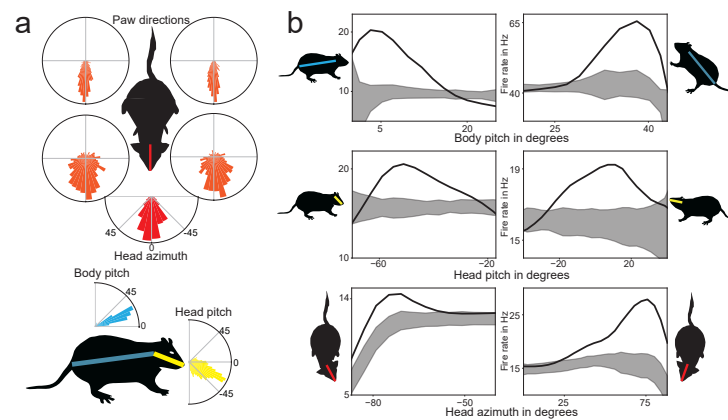 a
Paw directions
45
-45
0
Head azimuth
Body pitch
45
0
Head pitch
45
0
-45
b
20
10
5
20
65
40
25
40
Fire rate in Hz
Body pitch in degrees
20
10
-60
-20
19
15
-20
20
Fire rate in Hz
Head pitch in degrees
14
5
-80
-50
25
15
25
75
Fire rate in Hz
Head azimuth in degrees